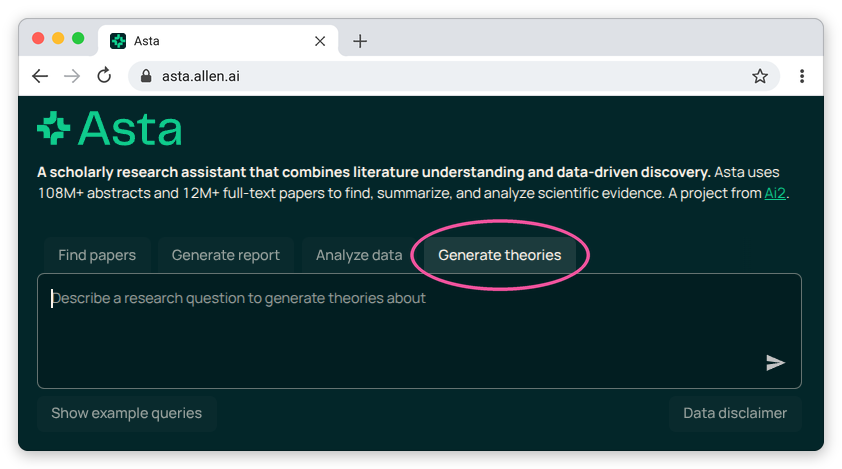 Asta
asta.allen.ai
Asta
A scholarly research assistant that combines literature understanding and data-driven discovery. Asta uses
108M+ abstracts and 12M+ full-text papers to find, summarize, and analyze scientific evidence. A project from Ai2.
Find papers Generate report Analyze data Generate theories
Describe a research question to generate theories about
Show example queries Data disclaimer